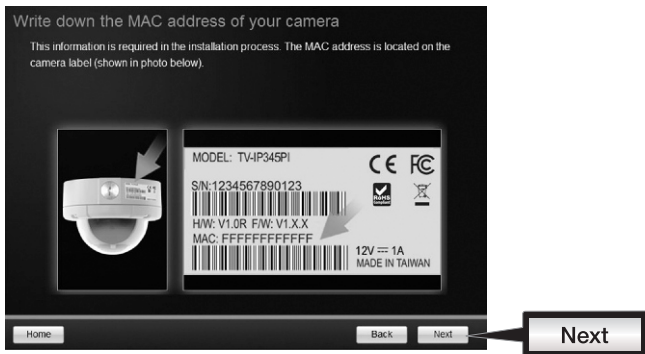 Write down the MAC address of your camera
This information is required in the installation process. The MAC address is located on the
camera label (shown in photo below).
MODEL: TV-IP345PI
CE FC
S/N:1234567890123
RoHS
Compliant
H/W: V1.0R F/W: V1.X.X
MAC: FFFFFFFFFFFF
12V ⎓ 1A
MADE IN TAIWAN
Home
Back
Next
Next